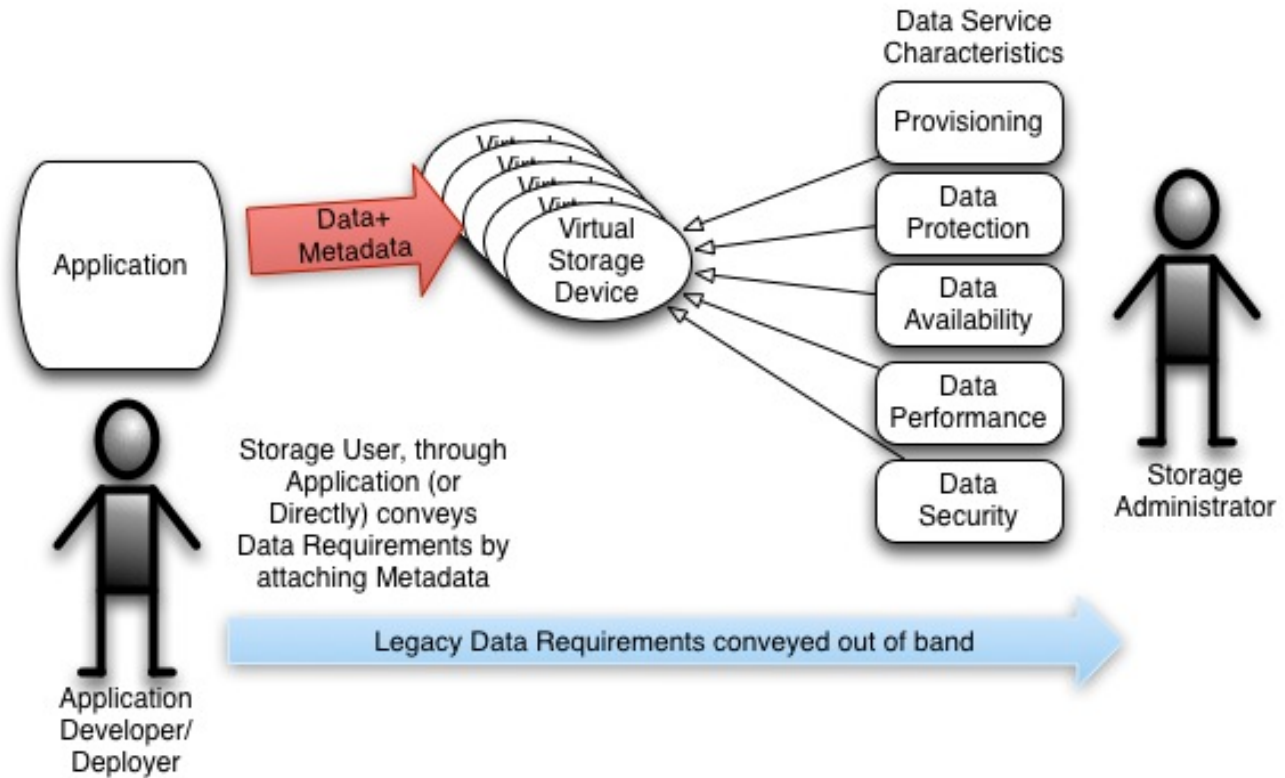 Data Service
Characteristics
Provisioning
Data
Protection
Data
Availability
Data
Performance
Data
Security
Storage
Administrator
Application
Data+
Metadata
Virtual
Storage
Device
Storage User, through
Application (or
Directly) conveys
Data Requirements by
attaching Metadata
Legacy Data Requirements conveyed out of band
Application
Developer/
Deployer